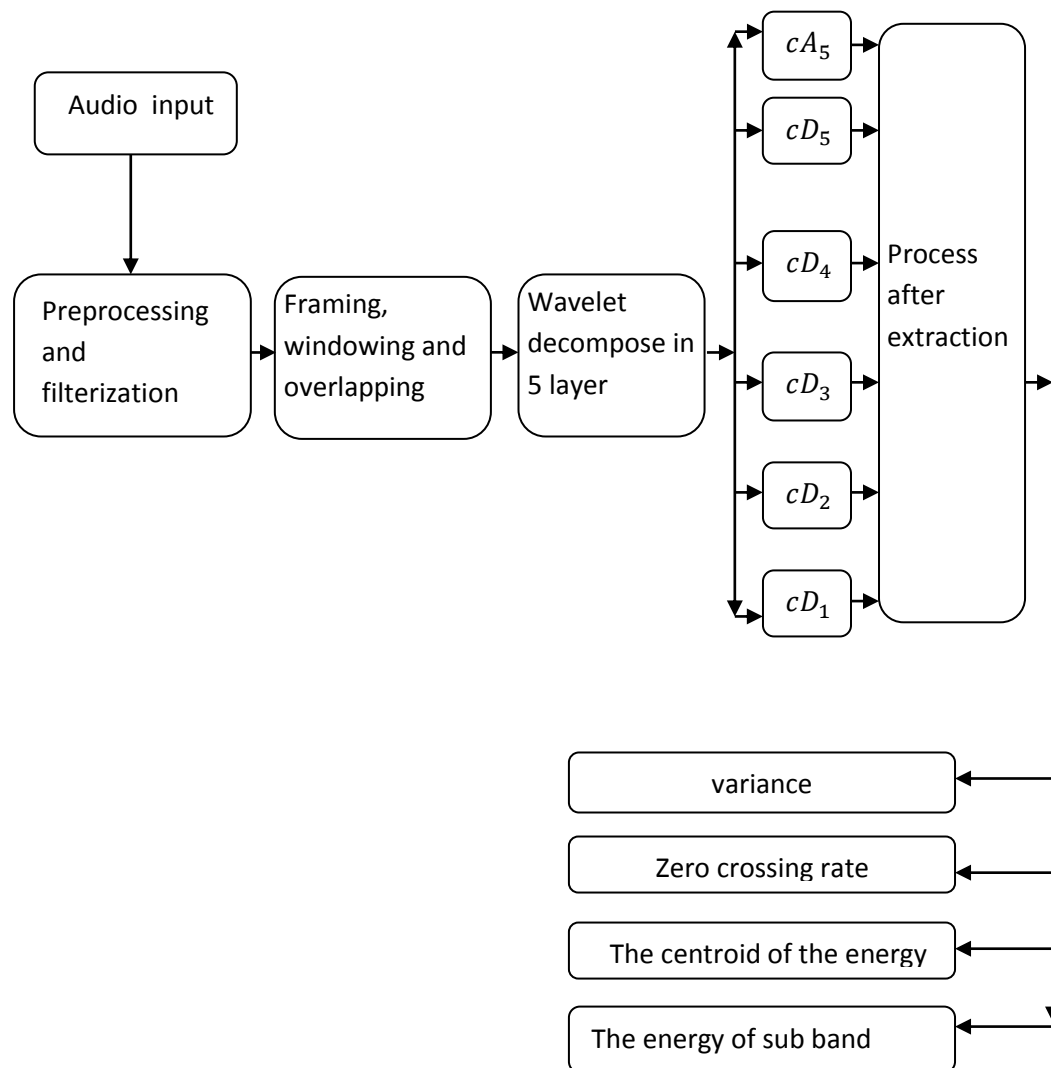 Audio input
Preprocessing
and
filterization
Framing,
windowing and
overlapping
Wavelet
decompose in
5 layer
cA₅
cD₅
cD₄
cD₃
cD₂
cD₁
Process
after
extraction
variance
Zero crossing rate
The centroid of the energy
The energy of sub band